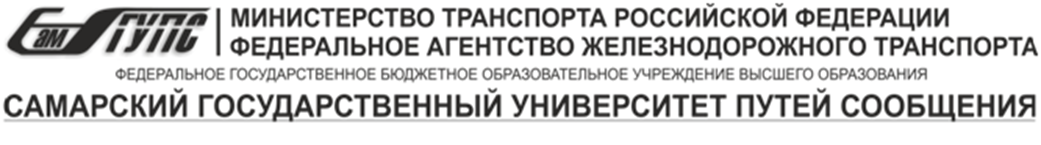 СамГУПС
МИНИСТЕРСТВО ТРАНСПОРТА РОССИЙСКОЙ ФЕДЕРАЦИИ
ФЕДЕРАЛЬНОЕ АГЕНТСТВО ЖЕЛЕЗНОДОРОЖНОГО ТРАНСПОРТА
ФЕДЕРАЛЬНОЕ ГОСУДАРСТВЕННОЕ БЮДЖЕТНОЕ ОБРАЗОВАТЕЛЬНОЕ УЧРЕЖДЕНИЕ ВЫСШЕГО ОБРАЗОВАНИЯ
САМАРСКИЙ ГОСУДАРСТВЕННЫЙ УНИВЕРСИТЕТ ПУТЕЙ СООБЩЕНИЯ